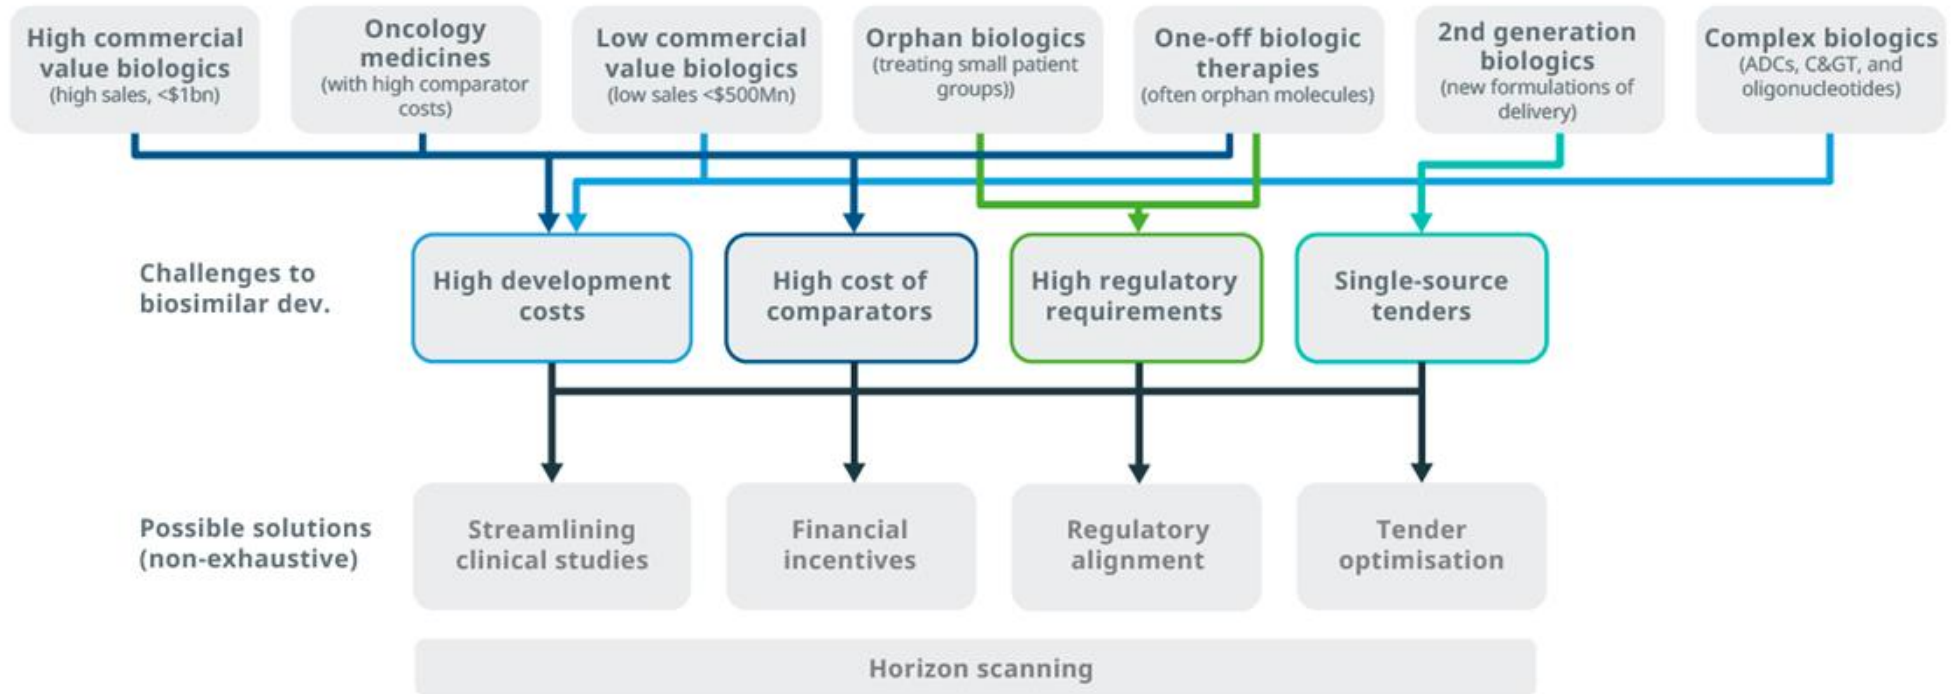 High commercial
value biologics
(high sales, <$1bn)
Oncology
medicines
(with high comparator
costs)
Low commercial
value biologics
(low sales <$500Mn)
Orphan biologics
(treating small patient
groups))
One-off biologic
therapies
(often orphan molecules)
2nd generation
biologics
(new formulations of
delivery)
Complex biologics
(ADCs, C&GT, and
oligonucleotides)
Challenges to
biosimilar dev.
High development
costs
High cost of
comparators
High regulatory
requirements
Single-source
tenders
Possible solutions
(non-exhaustive)
Streamlining
clinical studies
Financial
incentives
Regulatory
alignment
Tender
optimisation
Horizon scanning